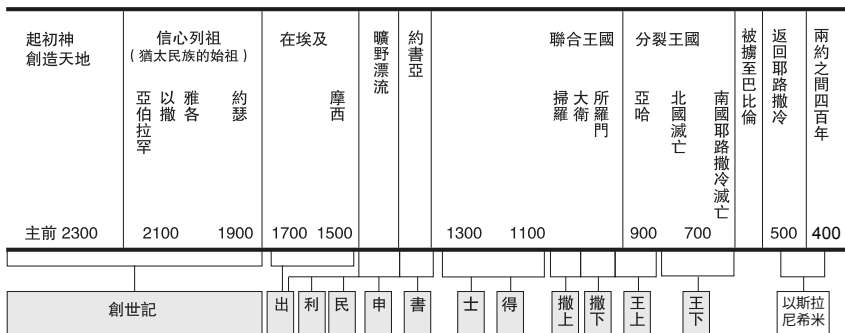 起初神
創造天地
信心列祖
（猶太民族的始祖）
亞伯拉罕
以撒
雅各
約瑟
在埃及
摩西
曠野漂流
約書亞
聯合王國
掃羅
大衛
所羅門
分裂王國
亞哈
北國滅亡
南國耶路撒冷滅亡
被擄至巴比倫
返回耶路撒冷
兩約之間四百年
主前 2300
2100
1900
1700
1500
1300
1100
900
700
500
400
創世記
出
利
民
申
書
士
得
撒上
撒下
王上
王下
以斯拉
尼希米